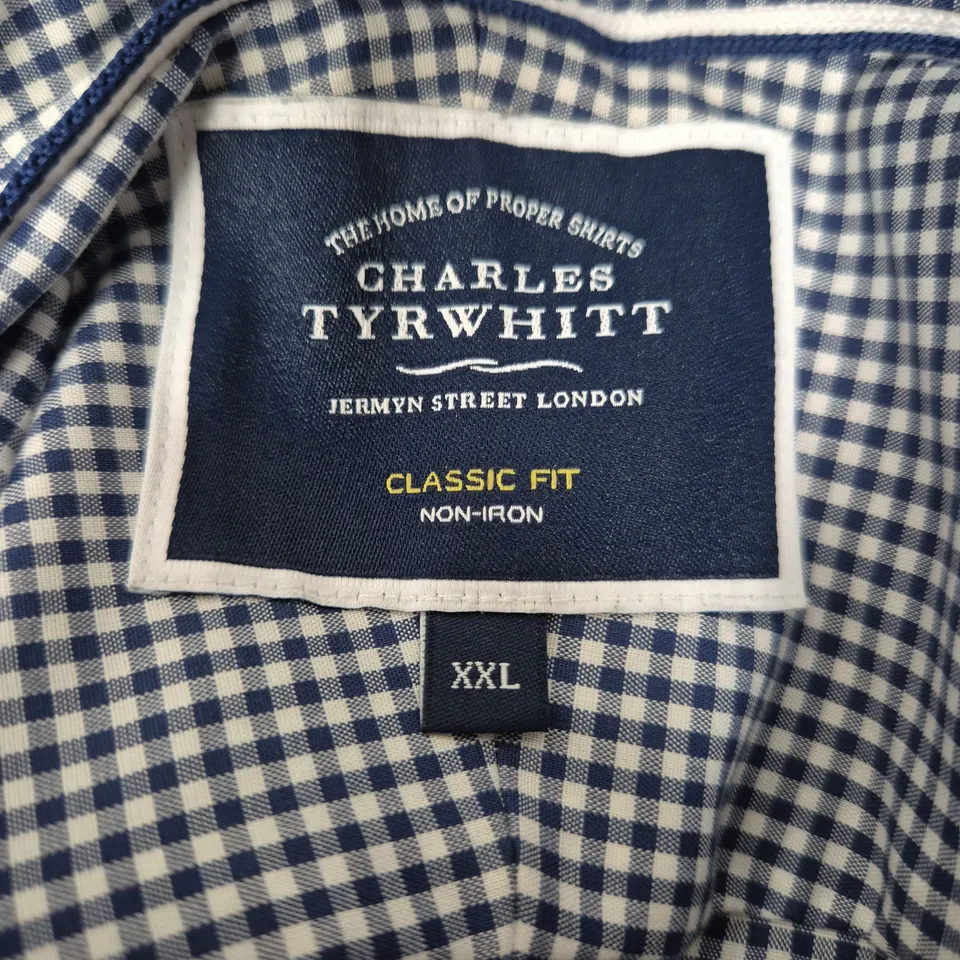 THE HOME OF PROPER SHIRTS
CHARLES
TYRWHITT
JERMYN STREET LONDON
CLASSIC FIT
NON-IRON
XXL